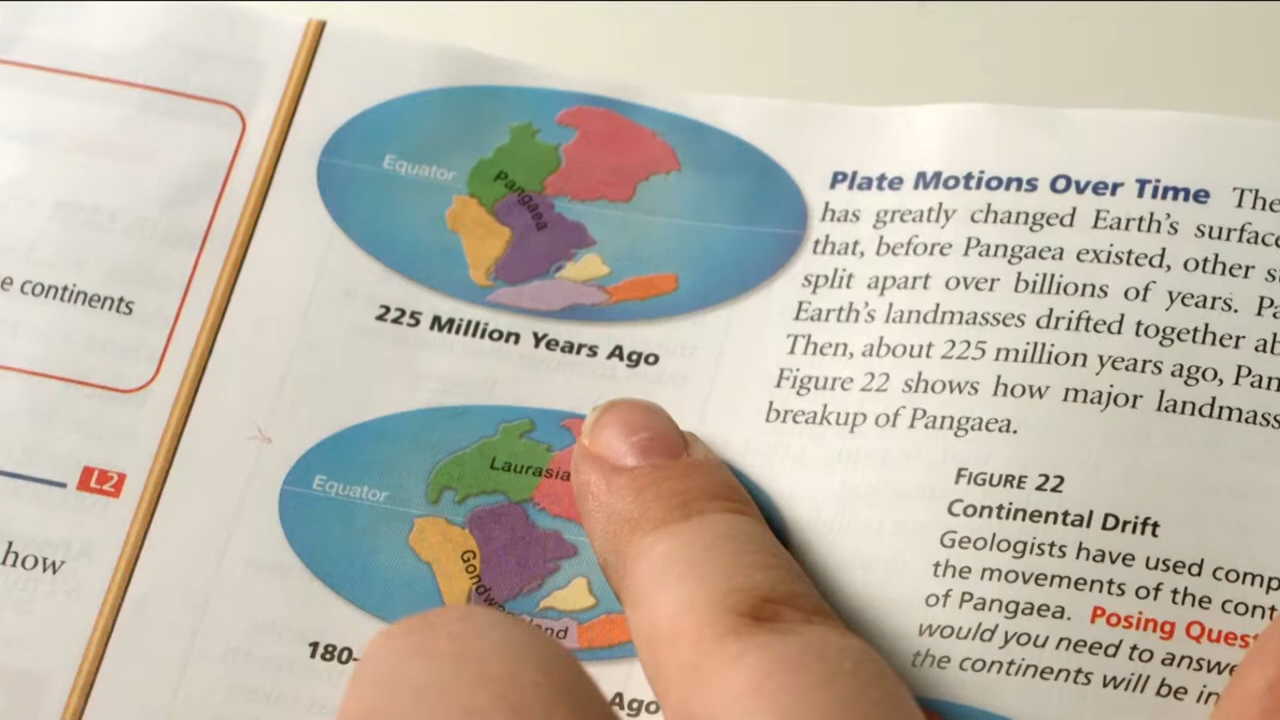 e continents
L2
how
Equator
Pangaea
225 Million Years Ago
Equator
Laurasia
180-
Ago
Plate Motions Over Time The
has greatly changed Earth's surface
that, before Pangaea existed, other s
split apart over billions of years. Pa
Earth's landmasses drifted together ab
Then, about 225 million years ago, Pan
Figure 22 shows how major landmass
breakup of Pangaea.
FIGURE 22
Continental Drift
Geologists have used comp
the movements of the cont
of Pangaea. Posing Ques
would you need to answe
the continents will be in